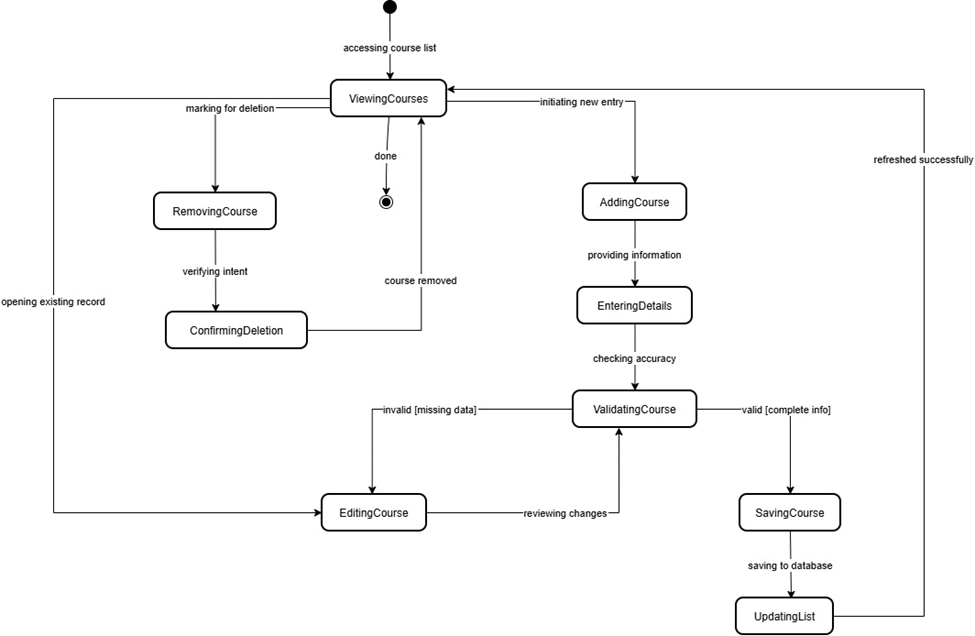 accessing course list
ViewingCourses
marking for deletion
initiating new entry
done
refreshed successfully
RemovingCourse
AddingCourse
verifying intent
providing information
course removed
opening existing record
EnteringDetails
ConfirmingDeletion
checking accuracy
invalid [missing data]
ValidatingCourse
valid [complete info]
EditingCourse
reviewing changes
SavingCourse
saving to database
UpdatingList